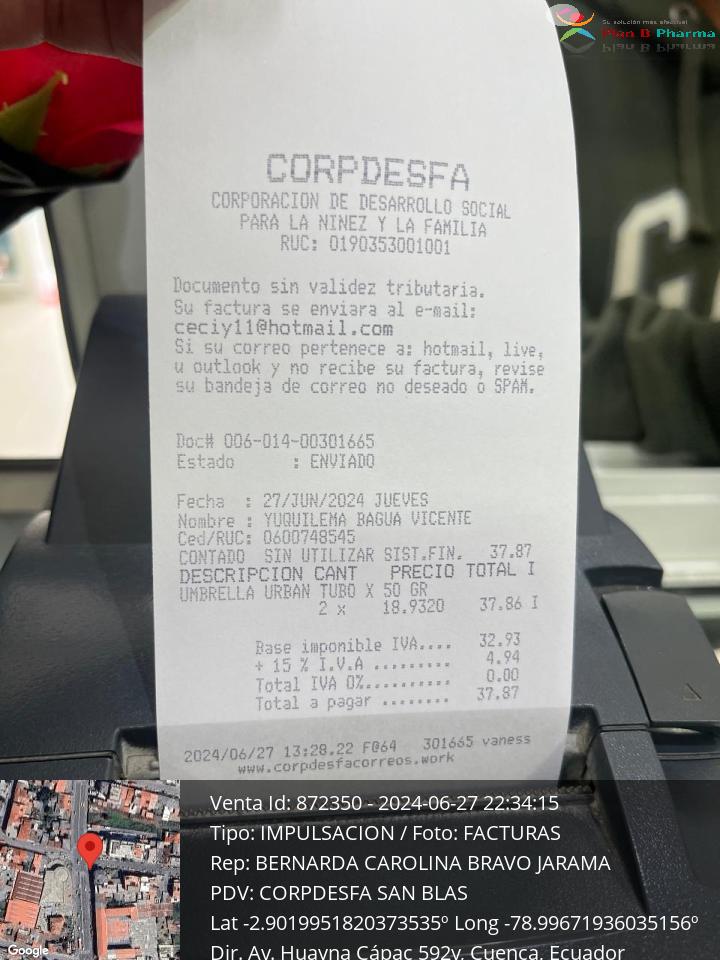 Su solución más efectiva!
Plan B Pharma
CORPDESFA
CORPORACION DE DESARROLLO SOCIAL
PARA LA NINEZ Y LA FAMILIA
RUC: 0190353001001
Documento sin validez tributaria.
Su factura se enviara al e-mail:
ceciy11@hotmail.com
Si su correo pertenece a: hotmail, live,
u outlook y no recibe su factura, revise
su bandeja de correo no deseado o SPAM.
Doc# 006-014-00301665
Estado : ENVIADO
Fecha : 27/JUN/2024 JUEVES
Nombre : YUQUILEMA BAGUA VICENTE
Ced/RUC: 0600748545
CONTADO SIN UTILIZAR SIST.FIN. 37.87
DESCRIPCION CANT PRECIO TOTAL I
UMBRELLA URBAN TUBO X 50 GR
2 x 18.9320 37.86 I
Base imponible IVA.... 32.93
+ 15 % I.V.A ......... 4.94
Total IVA 0%.......... 0.00
Total a pagar ........ 37.87
2024/06/27 13:28.22 F064 301665 vaness
www.corpdesfacorreos.work
Venta Id: 872350 - 2024-06-27 22:34:15
Tipo: IMPULSACION / Foto: FACTURAS
Rep: BERNARDA CAROLINA BRAVO JARAMA
PDV: CORPDESFA SAN BLAS
Lat -2.9019951820373535º Long -78.99671936035156º
Dir. Av. Huayna Cápac 592y, Cuenca, Ecuador
Google